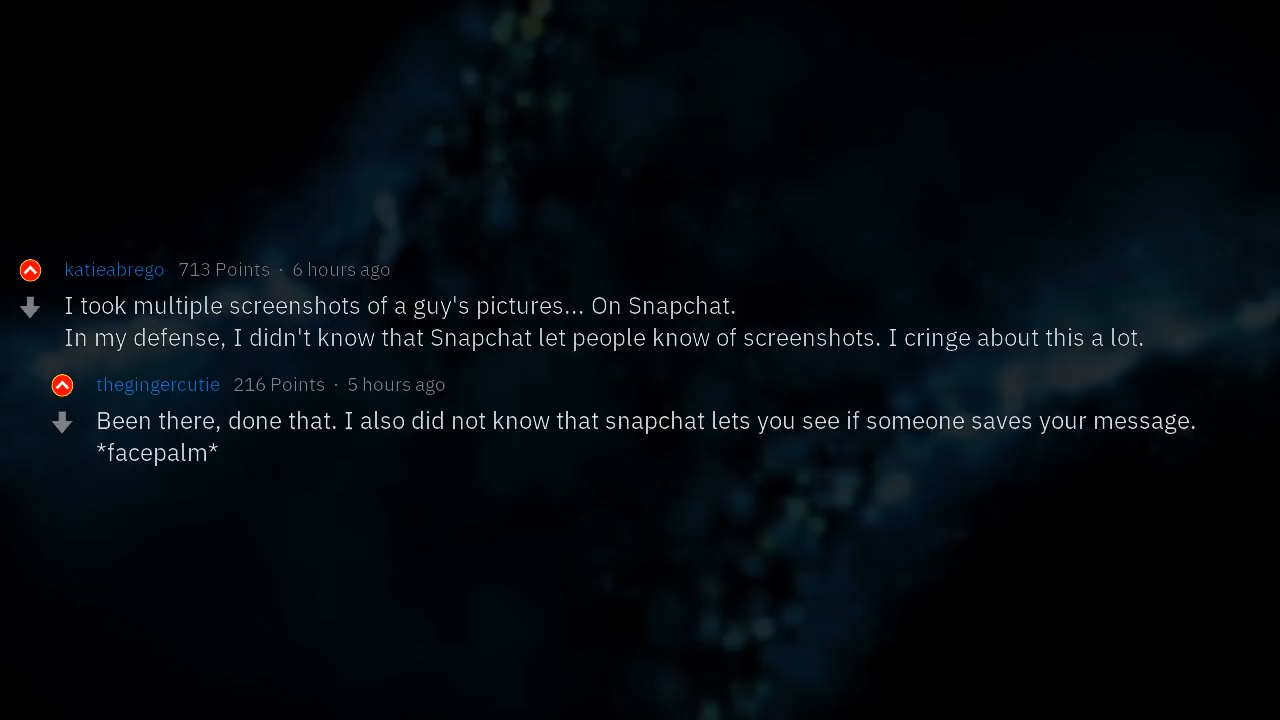 katieabrego 713 Points · 6 hours ago
I took multiple screenshots of a guy's pictures... On Snapchat.
In my defense, I didn't know that Snapchat let people know of screenshots. I cringe about this a lot.
thegingercutie 216 Points · 5 hours ago
Been there, done that. I also did not know that snapchat lets you see if someone saves your message.
*facepalm*